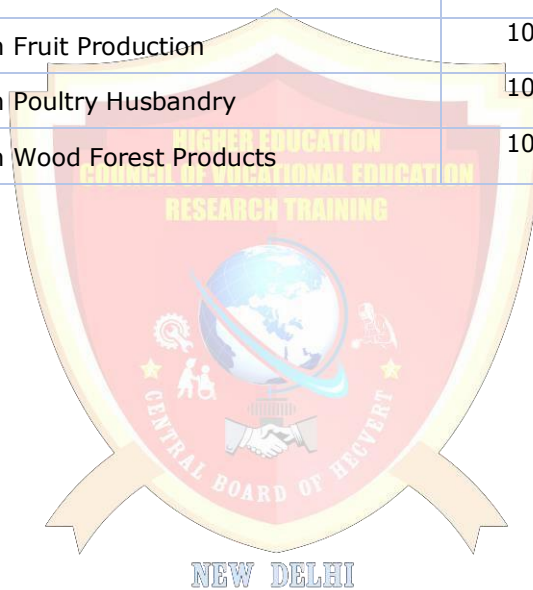 n Fruit Production 10
n Poultry Husbandry 10
n Wood Forest Products 10
HIGHER EDUCATION
COUNCIL OF VOCATIONAL EDUCATION
RESEARCH TRAINING
CENTRAL BOARD OF HECVERT
NEW DELHI